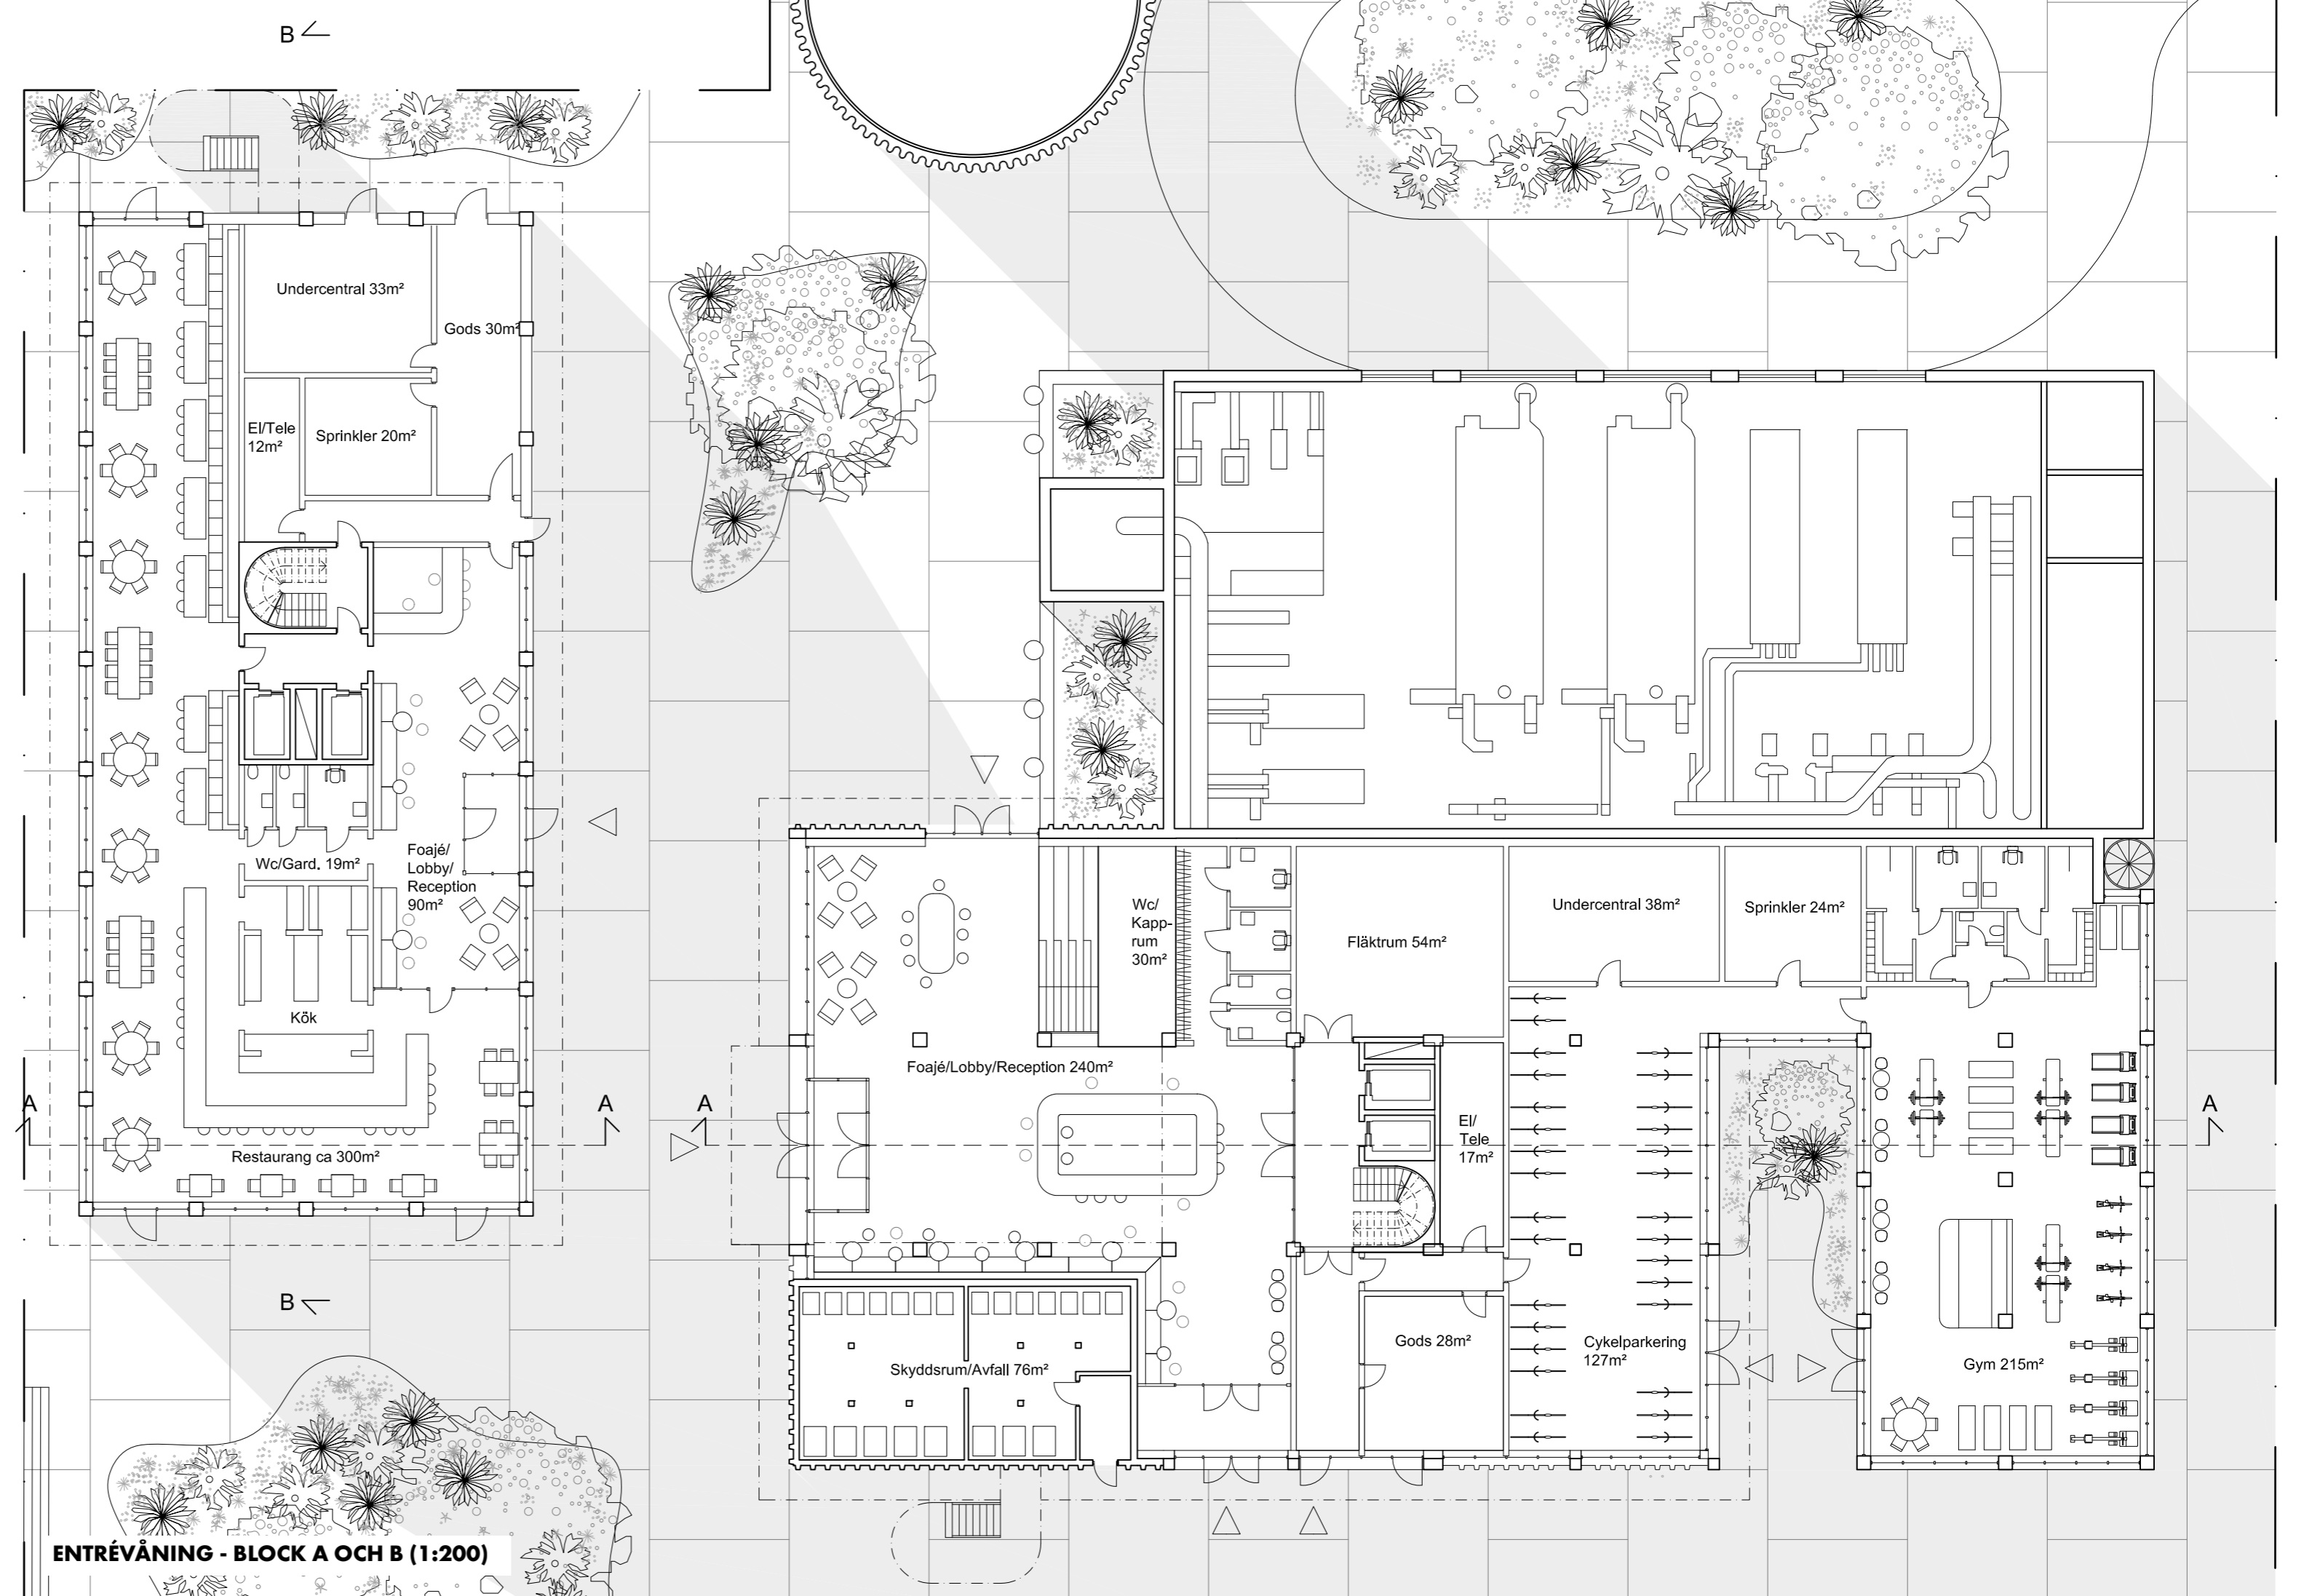 B
Undercentral 33m²
Gods 30m²
El/Tele
12m²
Sprinkler 20m²
Wc/Gard. 19m²
Foajé/
Lobby/
Reception
90m²
Kök
A
A
Restaurang ca 300m²
B
Wc/
Kapp-
rum
30m²
Fläktrum 54m²
Undercentral 38m²
Sprinkler 24m²
Foajé/Lobby/Reception 240m²
A
El/
Tele
17m²
A
Skyddsrum/Avfall 76m²
Gods 28m²
Cykelparkering
127m²
Gym 215m²
ENTRÉVÅNING - BLOCK A OCH B (1:200)